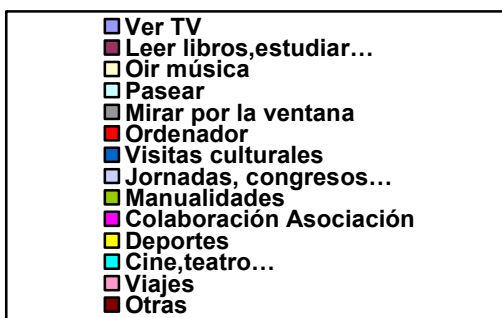 Ver TV
Leer libros,estudiar...
Oir música
Pasear
Mirar por la ventana
Ordenador
Visitas culturales
Jornadas, congresos...
Manualidades
Colaboración Asociación
Deportes
Cine,teatro...
Viajes
Otras